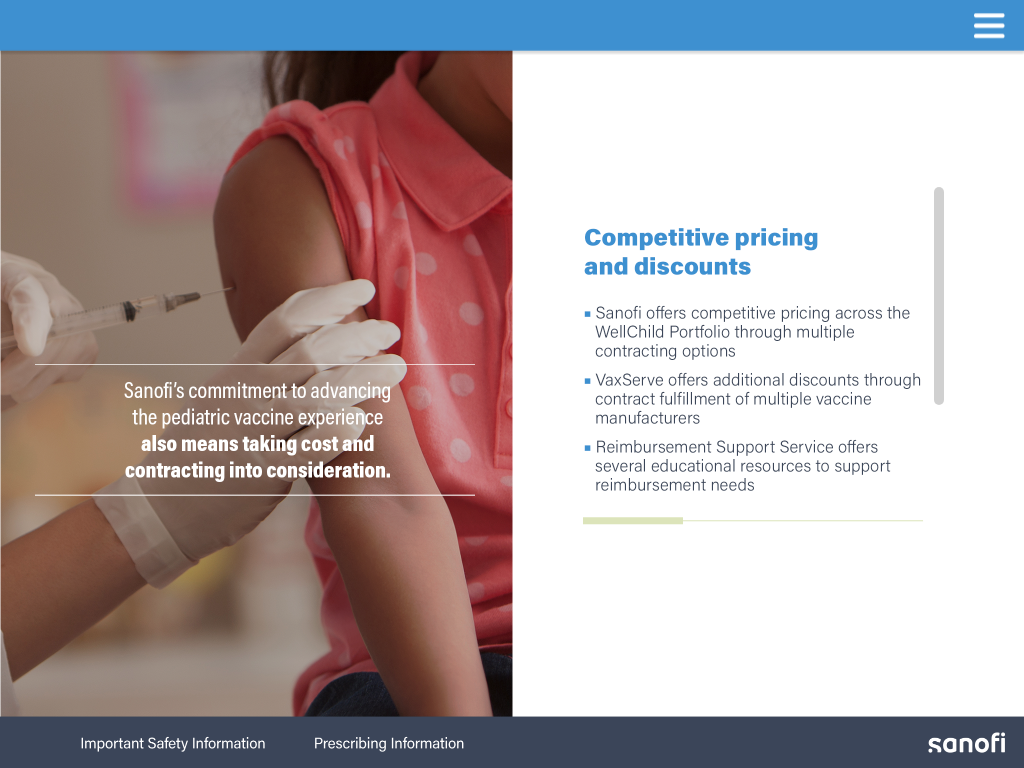 Sanofi's commitment to advancing
the pediatric vaccine experience
also means taking cost and
contracting into consideration.
Competitive pricing
and discounts
▪ Sanofi offers competitive pricing across the
WellChild Portfolio through multiple
contracting options
▪ VaxServe offers additional discounts through
contract fulfillment of multiple vaccine
manufacturers
▪ Reimbursement Support Service offers
several educational resources to support
reimbursement needs
Important Safety Information
Prescribing Information
sanofi